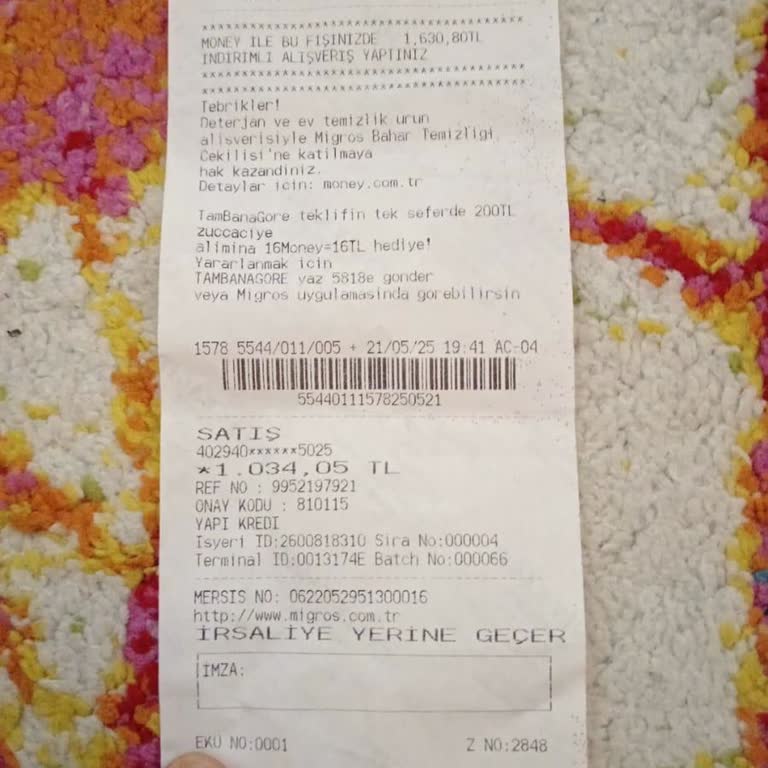 ************************************
MONEY ILE BU FIŞINIZDE 1,630,80TL
INDIRIMLI ALIŞVERIŞ YAPTINIZ
************************************
************************************
Tebrikler!
Deterjan ve ev temizlik urun
alisverisiyle Migros Bahar Temizligi
Cekilisi'ne katilmaya
hak kazandiniz.
Detaylar icin: money.com.tr
TamBanaGore teklifin tek seferde 200TL
zuccaciye
alimina 16Money=16TL hediye!
Yararlanmak icin
TAMBANAGORE yaz 5818e gonder
veya Migros uygulamasinda gorebilirsin
1578 5544/011/005 + 21/05/25 19:41 AC-04
55440111578250521
SATIŞ
402940******5025
*1.034,05 TL
REF NO : 9952197921
ONAY KODU : 810115
YAPI KREDI
Isyeri ID:2600818310 Sira No:000004
Terminal ID:0013174E Batch No:000066
MERSIS NO: 0622052951300016
http://www.migros.com.tr
İRSALİYE YERİNE GEÇER
IMZA:
EKU NO:0001 Z NO:2848